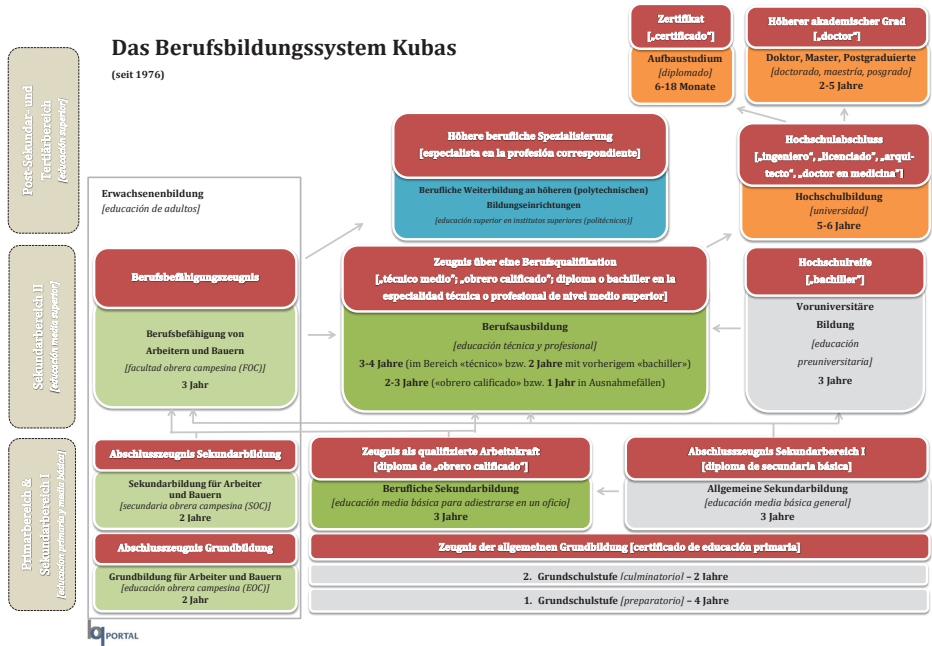 Das Berufsbildungssystem Kubas
(seit 1976)
Post-Sekundar- und
Tertiärbereich
[educación superior]
Sekundarbereich II
[educación media superior]
Primarbereich &
Sekundarbereich I
[educación primaria y media básica]
Zertifikat
[„certificado"]
Aufbaustudium
[diplomado]
6-18 Monate
Höherer akademischer Grad
[„doctor"]
Doktor, Master, Postgraduierte
[doctorado, maestría, posgrado]
2-5 Jahre
Höhere berufliche Spezialisierung
[especialista en la profesión correspondiente]
Berufliche Weiterbildung an höheren (polytechnischen)
Bildungseinrichtungen
[educación superior en institutos superiores (politécnicos)]
Hochschulabschluss
[„ingeniero", „licenciado", „arqui-
tecto", „doctor en medicina"]
Hochschulbildung
[universidad]
5-6 Jahre
Erwachsenenbildung
[educación de adultos]
Berufsbefähigungszeugnis
Berufsbefähigung von
Arbeitern und Bauern
[facultad obrera campesina (FOC)]
3 Jahr
Zeugnis über eine Berufsqualifikation
[„técnico medio"; „obrero calificado"; diploma o bachiller en la
especialidad técnica o profesional de nivel medio superior]
Berufsausbildung
[educación técnica y profesional]
3-4 Jahre (im Bereich «técnico» bzw. 2 Jahre mit vorherigem «bachiller»)
2-3 Jahre («obrero calificado» bzw. 1 Jahr in Ausnahmefällen)
Hochschulreife
[„bachiller"]
Voruniversitäre
Bildung
[educación
preuniversitaria]
3 Jahre
Abschlusszeugnis Sekundarbildung
Sekundarbildung für Arbeiter
und Bauern
[secundaria obrera campesina (SOC)]
2 Jahre
Zeugnis als qualifizierte Arbeitskraft
[diploma de „obrero calificado"]
Berufliche Sekundarbildung
[educación media básica para adiestrarse en un oficio]
3 Jahre
Abschlusszeugnis Sekundarbereich I
[diploma de secundaria básica]
Allgemeine Sekundarbildung
[educación media básica general]
3 Jahre
Abschlusszeugnis Grundbildung
Grundbildung für Arbeiter und Bauern
[educación obrera campesina (EOC)]
2 Jahr
Zeugnis der allgemeinen Grundbildung [certificado de educación primaria]
2. Grundschulstufe [culminatorio] – 2 Jahre
1. Grundschulstufe [preparatorio] – 4 Jahre
bq PORTAL